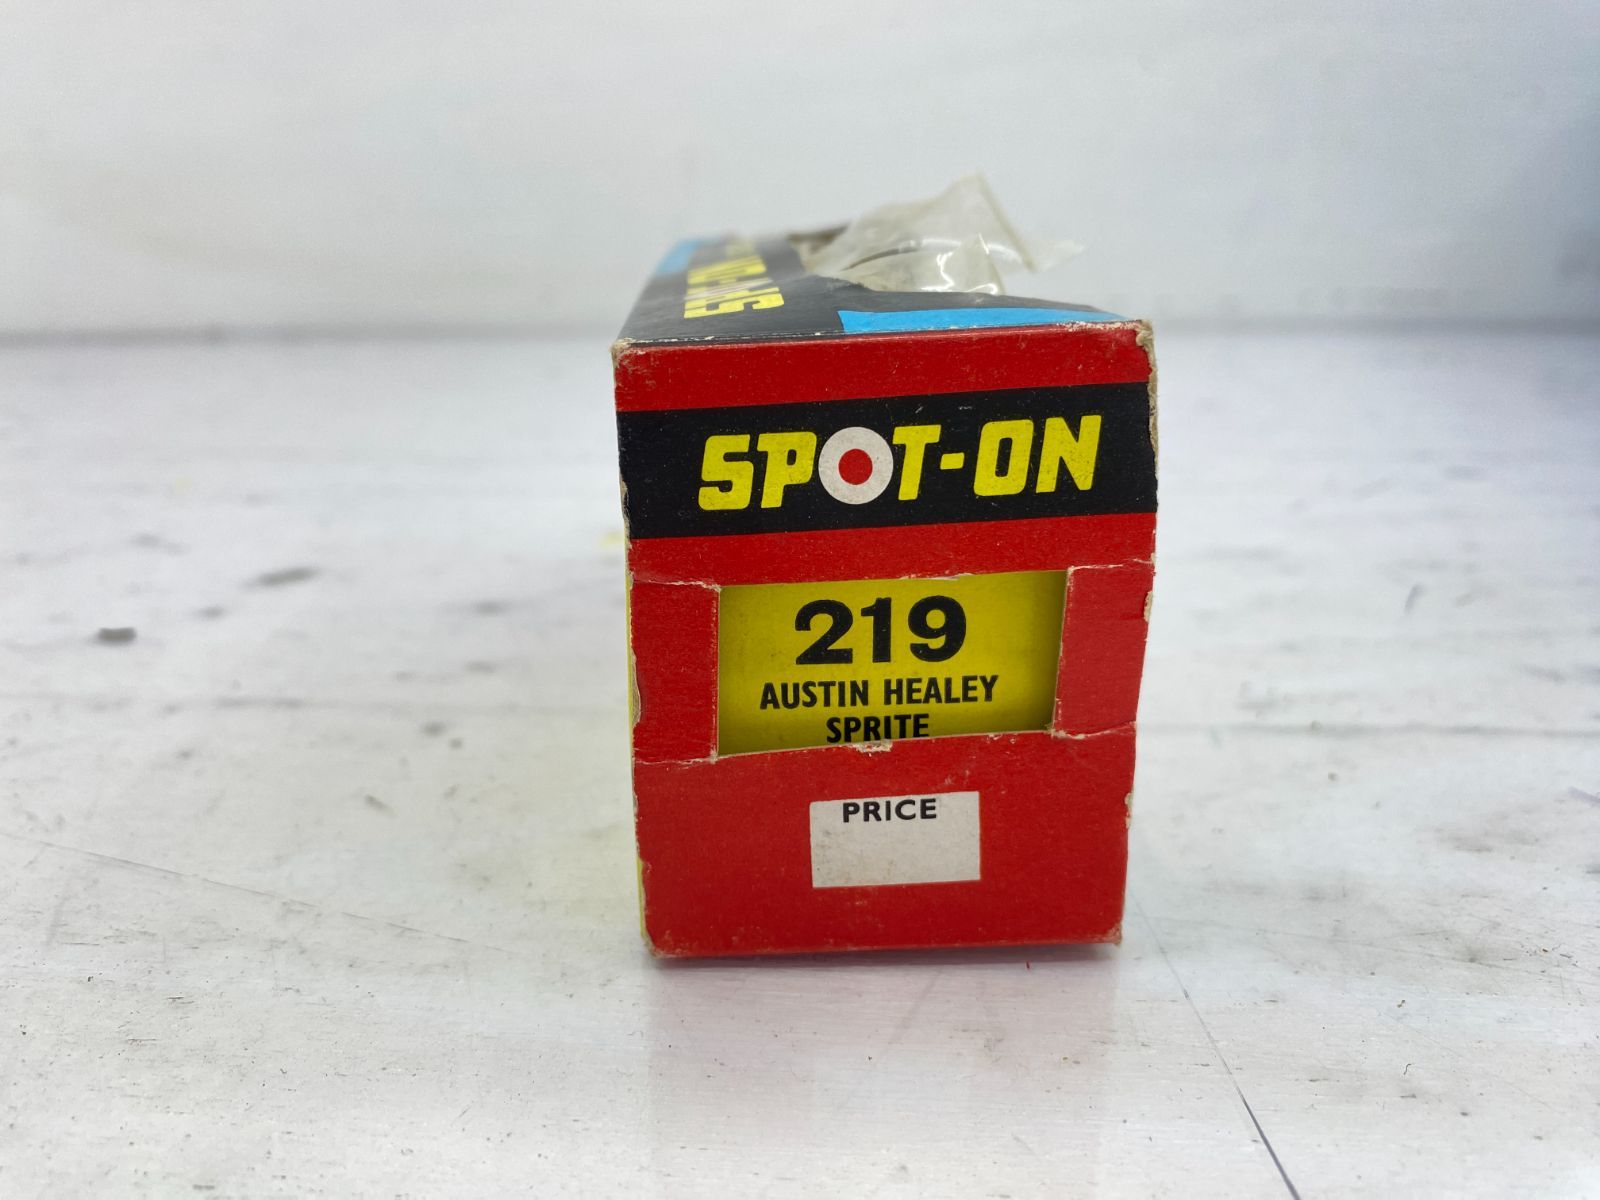 SPOT-ON
219
AUSTIN HEALEY
SPRITE
PRICE